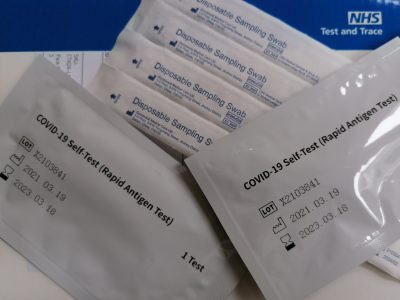 NHS
Test and Trace
Disposable Sampling Swab
Disposable Sampling Swab
Disposable Sampling Swab
Disposable Sampling Swab
COVID-19 Self-Test (Rapid Antigen Test)
LOT X2103841
2021.03.19
2023.03.18
1 Test
COVID-19 Self-Test (Rapid Antigen Test)
LOT X2103841
2021.03.19
2023.03.18